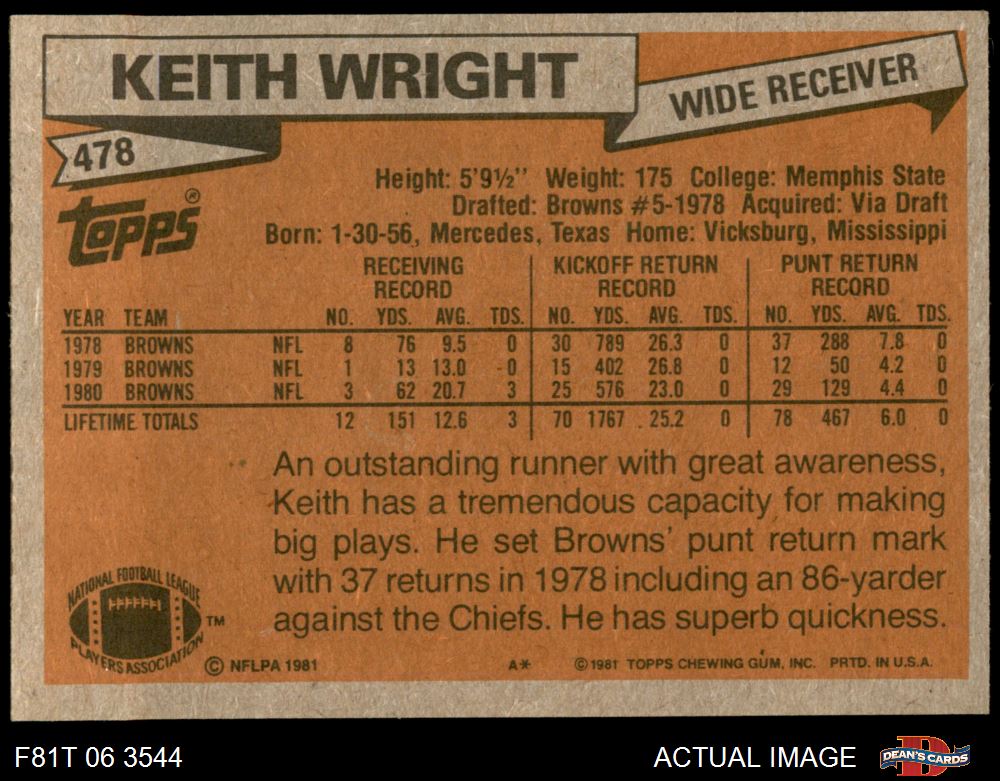 KEITH WRIGHT
WIDE RECEIVER
478
topps®
Height: 5'9½'' Weight: 175 College: Memphis State
Drafted: Browns #5-1978 Acquired: Via Draft
Born: 1-30-56, Mercedes, Texas Home: Vicksburg, Mississippi
RECEIVING RECORD KICKOFF RETURN RECORD PUNT RETURN RECORD
YEAR TEAM NO. YDS. AVG. TDS. NO. YDS. AVG. TDS. NO. YDS. AVG. TDS.
1978 BROWNS NFL 8 76 9.5 0 30 789 26.3 0 37 288 7.8 0
1979 BROWNS NFL 1 13 13.0 0 15 402 26.8 0 12 50 4.2 0
1980 BROWNS NFL 3 62 20.7 3 25 576 23.0 0 29 129 4.4 0
LIFETIME TOTALS 12 151 12.6 3 70 1767 25.2 0 78 467 6.0 0
An outstanding runner with great awareness,
Keith has a tremendous capacity for making
big plays. He set Browns' punt return mark
with 37 returns in 1978 including an 86-yarder
against the Chiefs. He has superb quickness.
NATIONAL FOOTBALL LEAGUE
PLAYERS ASSOCIATION
TM
© NFLPA 1981 A* © 1981 TOPPS CHEWING GUM, INC. PRTD. IN U.S.A.
F81T 06 3544 ACTUAL IMAGE D DEAN'S CARDS